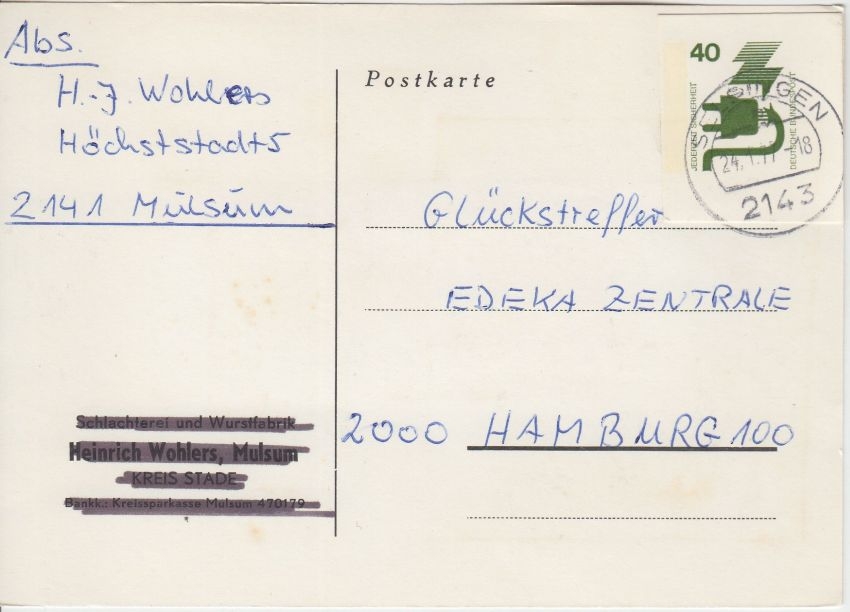 Abs.
H.-J. Wohlers
Höchststadt 5
2141 Mulsum
Postkarte
40
JEDERZEIT SICHERHEIT
DEUTSCHE BUNDESPOST
24.1.77-18
2143
Glückstreffer
EDEKA ZENTRALE
2000 HAMBURG 100
Schlachterei und Wurstfabrik
Heinrich Wohlers, Mulsum
KREIS STADE
Bankk.: Kreissparkasse Mulsum 470179